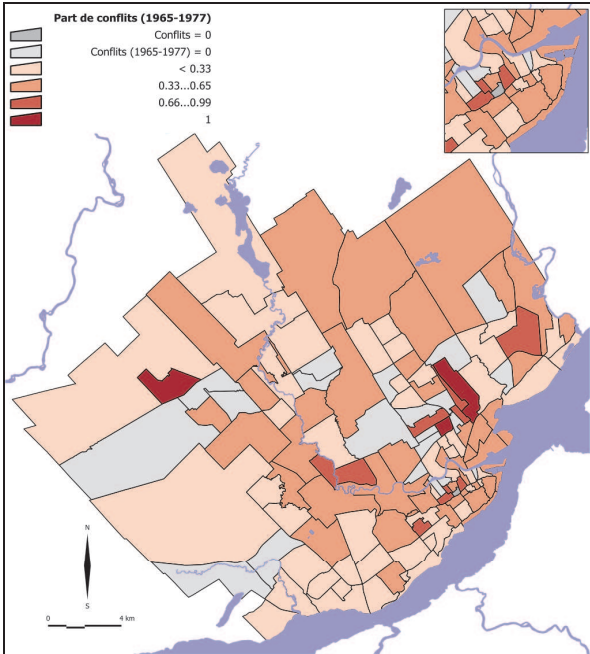 Part de conflits (1965-1977)
Conflits = 0
Conflits (1965-1977) = 0
< 0.33
0.33...0.65
0.66...0.99
1
N
S
0 4 km